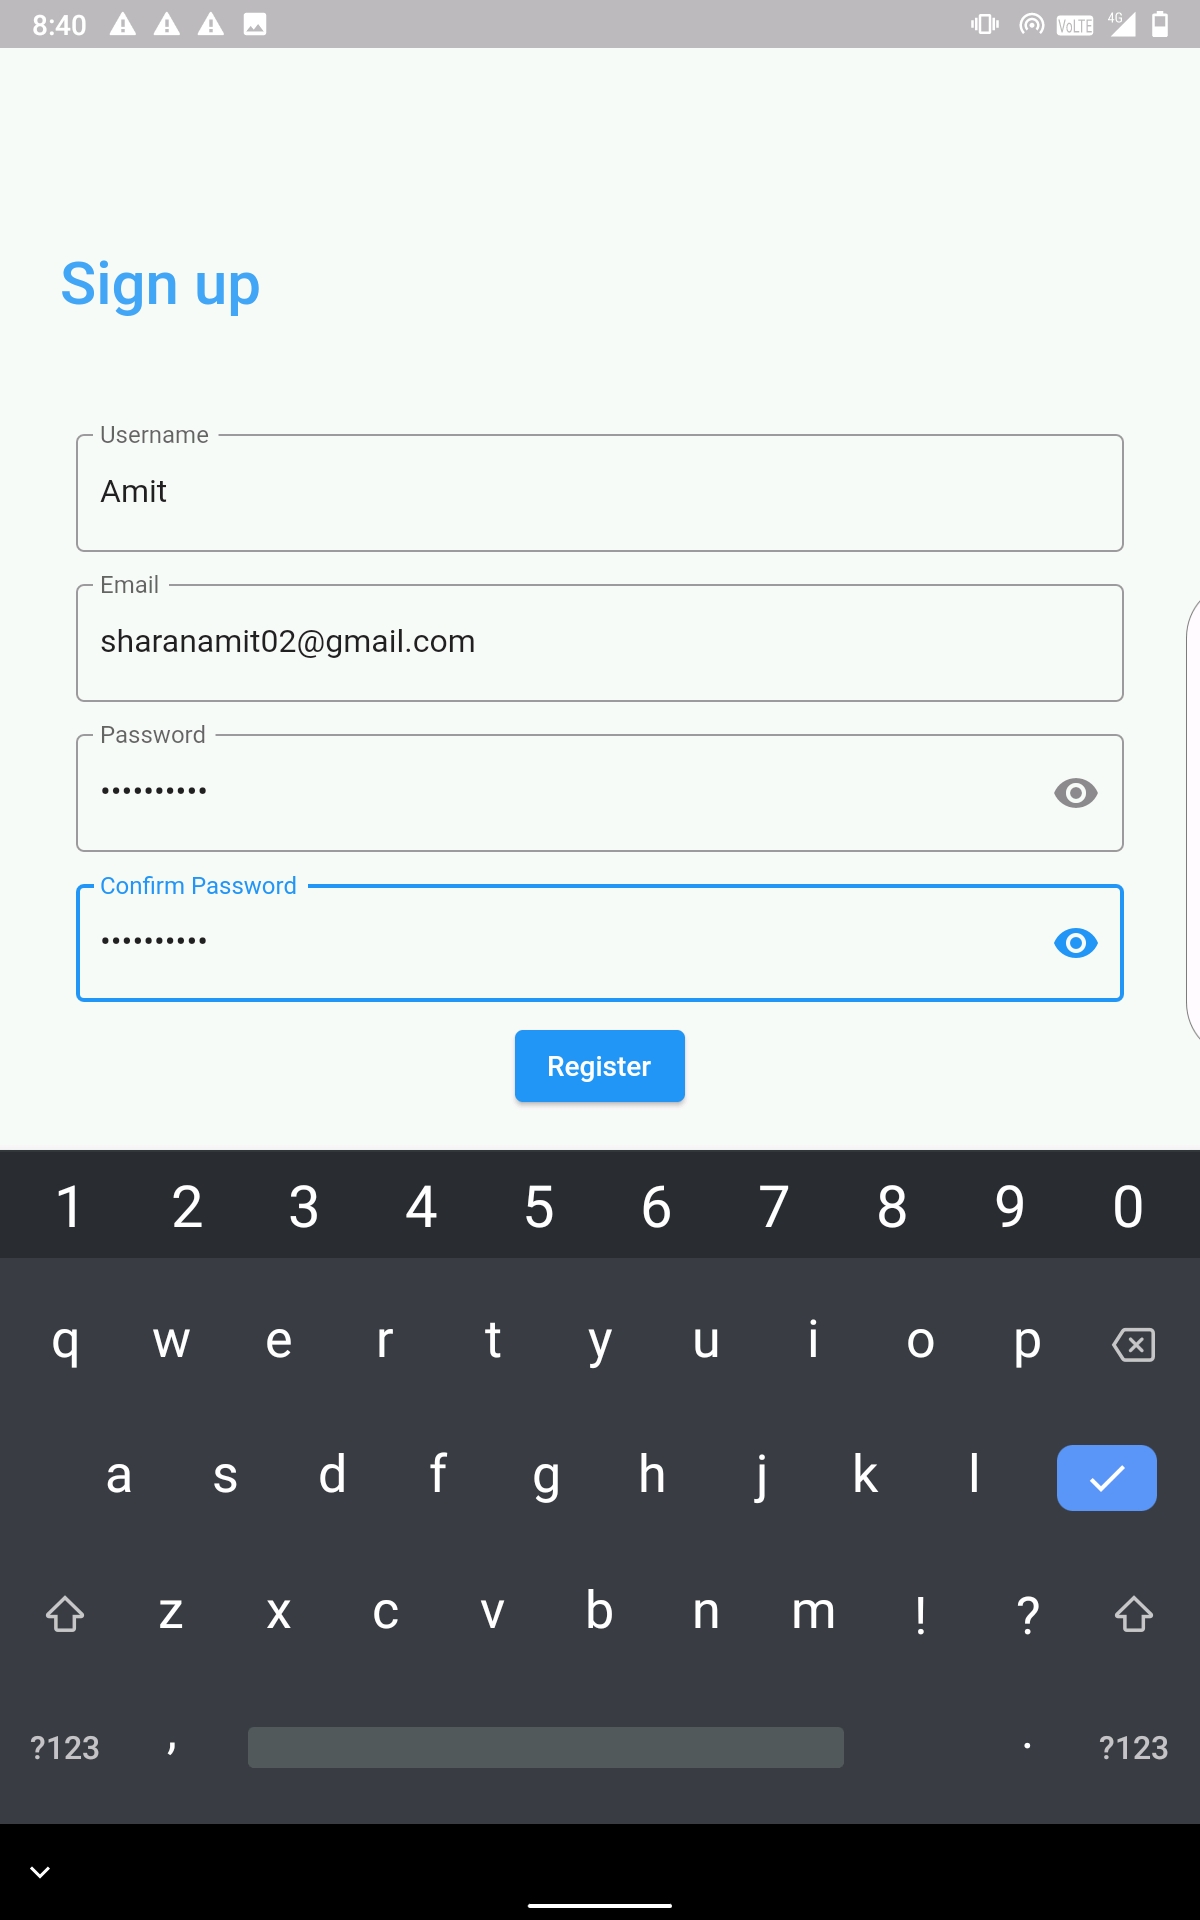 8:40
VoLTE 4G
Sign up
Username
Amit
Email
sharanamit02@gmail.com
Password
••••••••••
Confirm Password
••••••••••
Register
1 2 3 4 5 6 7 8 9 0
q w e r t y u i o p
a s d f g h j k l
z x c v b n m ! ?
?123 , . ?123